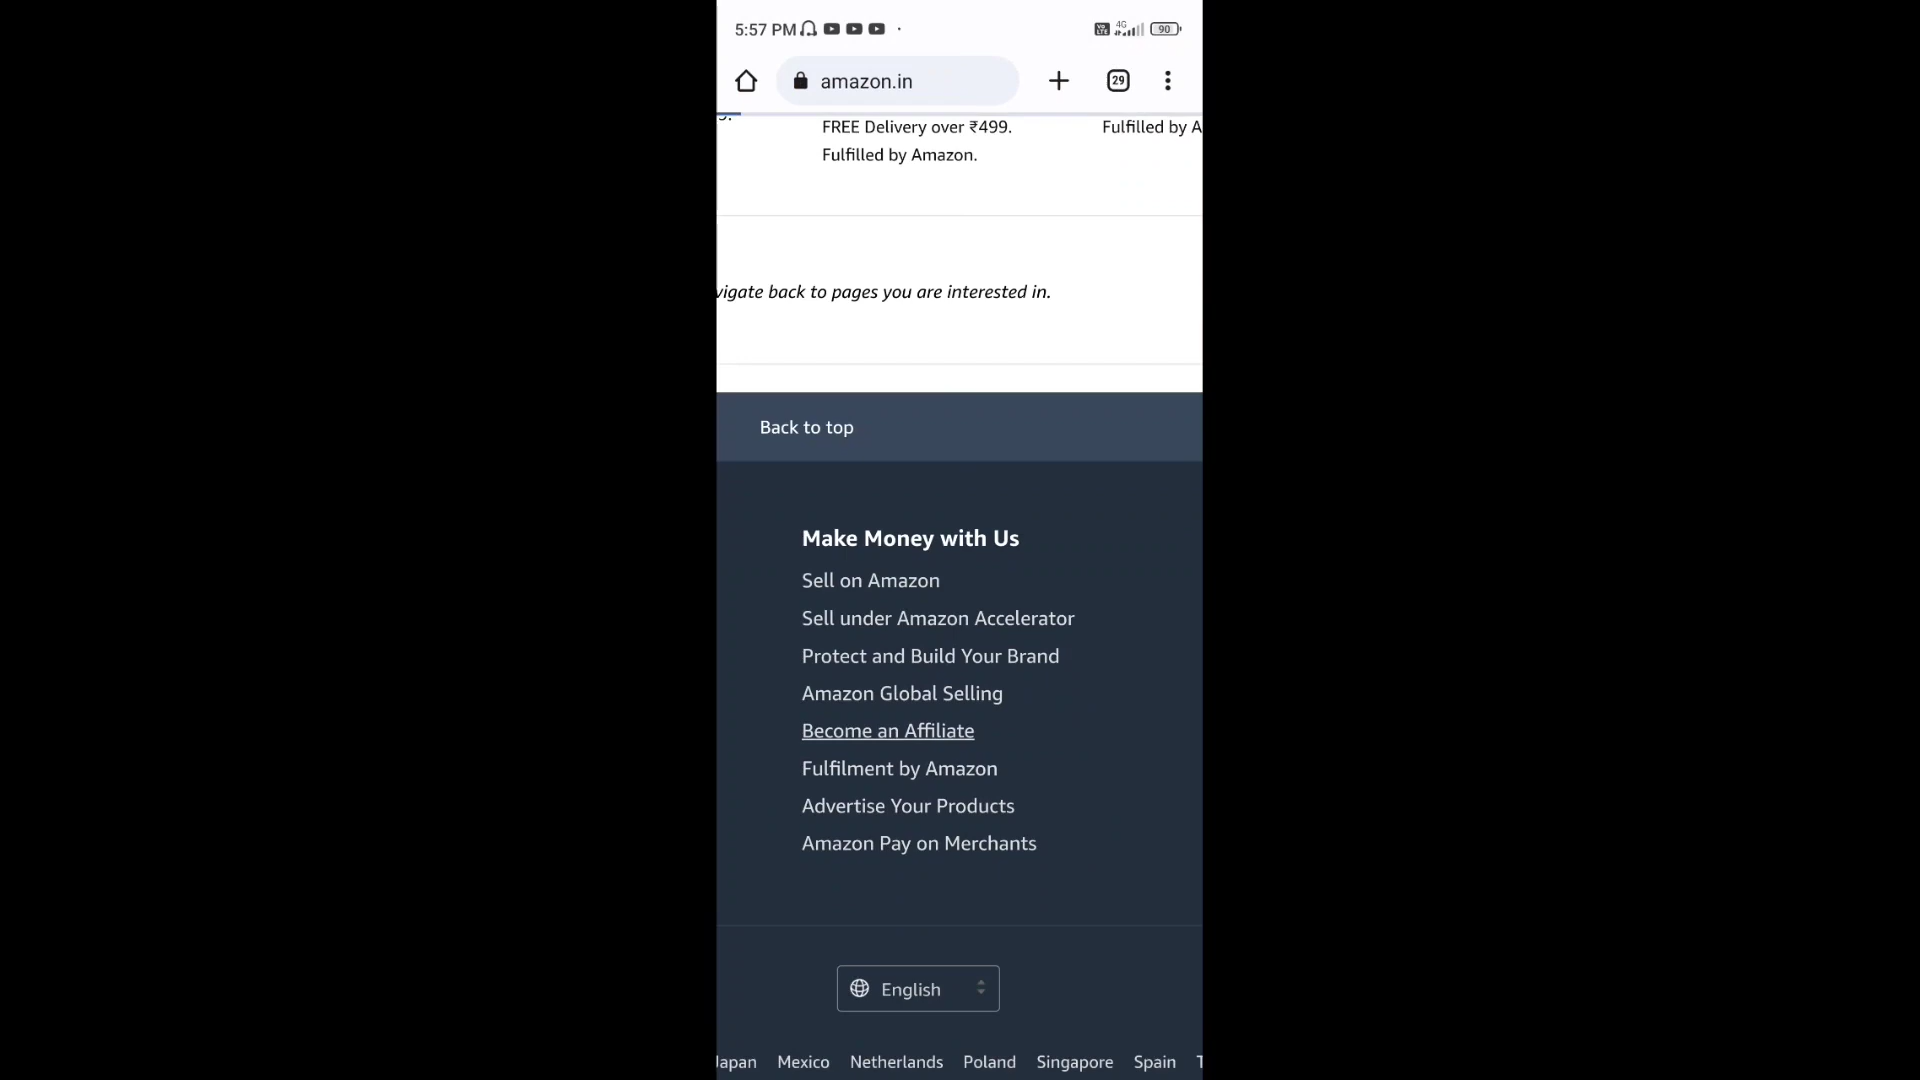 5:57 PM 4G 90
amazon.in 29
FREE Delivery over ₹499. Fulfilled by A
Fulfilled by Amazon.
vigate back to pages you are interested in.
Back to top
Make Money with Us
Sell on Amazon
Sell under Amazon Accelerator
Protect and Build Your Brand
Amazon Global Selling
Become an Affiliate
Fulfilment by Amazon
Advertise Your Products
Amazon Pay on Merchants
English
Japan Mexico Netherlands Poland Singapore Spain T